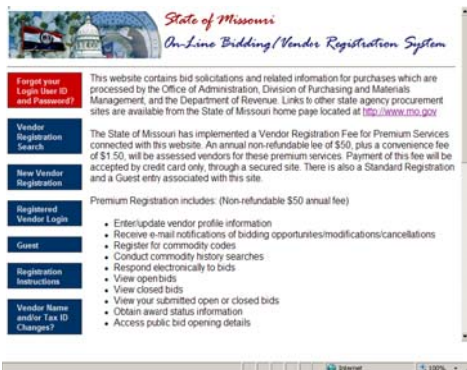 State of Missouri
On-Line Bidding/Vendor Registration System
Forgot your
Login User ID
and Password?
Vendor
Registration
Search
New Vendor
Registration
Registered
Vendor Login
Guest
Registration
Instructions
Vendor Name
and/or Tax ID
Changes?
This website contains bid solicitations and related information for purchases which are
processed by the Office of Administration, Division of Purchasing and Materials
Management, and the Department of Revenue. Links to other state agency procurement
sites are available from the State of Missouri home page located at http://www.mo.gov
The State of Missouri has implemented a Vendor Registration Fee for Premium Services
connected with this website. An annual non-refundable fee of $50, plus a convenience fee
of $1.50, will be assessed vendors for these premium services. Payment of this fee will be
accepted by credit card only, through a secured site. There is also a Standard Registration
and a Guest entry associated with this site.
Premium Registration includes: (Non-refundable $50 annual fee)
• Enter/update vendor profile information
• Receive e-mail notifications of bidding opportunities/modifications/cancellations
• Register for commodity codes
• Conduct commodity history searches
• Respond electronically to bids
• View open bids
• View closed bids
• View your submitted open or closed bids
• Obtain award status information
• Access public bid opening details
Internet
100%